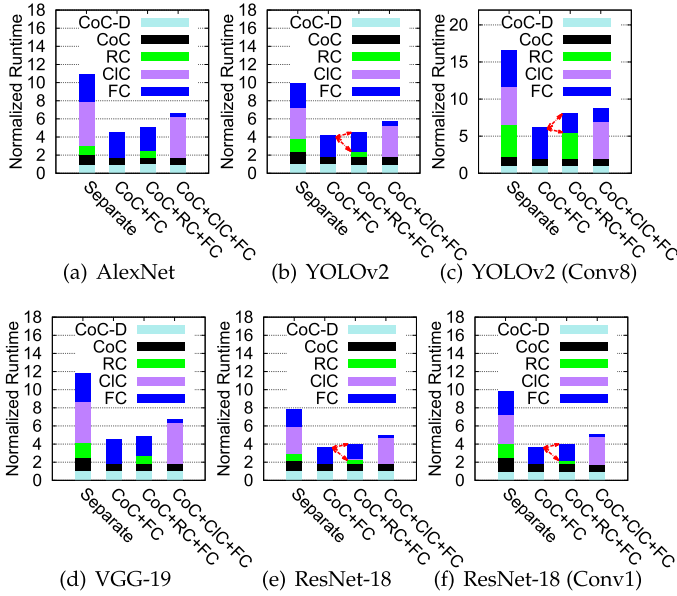 Normalized Runtime
18
16
14
12
10
8
6
4
2
0
CoC-D
CoC
RC
ClC
FC
Separate
CoC+FC
CoC+RC+FC
CoC+ClC+FC
(a) AlexNet
Normalized Runtime
18
16
14
12
10
8
6
4
2
0
CoC-D
CoC
RC
ClC
FC
Separate
CoC+FC
CoC+RC+FC
CoC+ClC+FC
(b) YOLOv2
Normalized Runtime
20
15
10
5
0
CoC-D
CoC
RC
ClC
FC
Separate
CoC+FC
CoC+RC+FC
CoC+ClC+FC
(c) YOLOv2 (Conv8)
Normalized Runtime
18
16
14
12
10
8
6
4
2
0
CoC-D
CoC
RC
ClC
FC
Separate
CoC+FC
CoC+RC+FC
CoC+ClC+FC
(d) VGG-19
Normalized Runtime
18
16
14
12
10
8
6
4
2
0
CoC-D
CoC
RC
ClC
FC
Separate
CoC+FC
CoC+RC+FC
CoC+ClC+FC
(e) ResNet-18
Normalized Runtime
18
16
14
12
10
8
6
4
2
0
CoC-D
CoC
RC
ClC
FC
Separate
CoC+FC
CoC+RC+FC
CoC+ClC+FC
(f) ResNet-18 (Conv1)